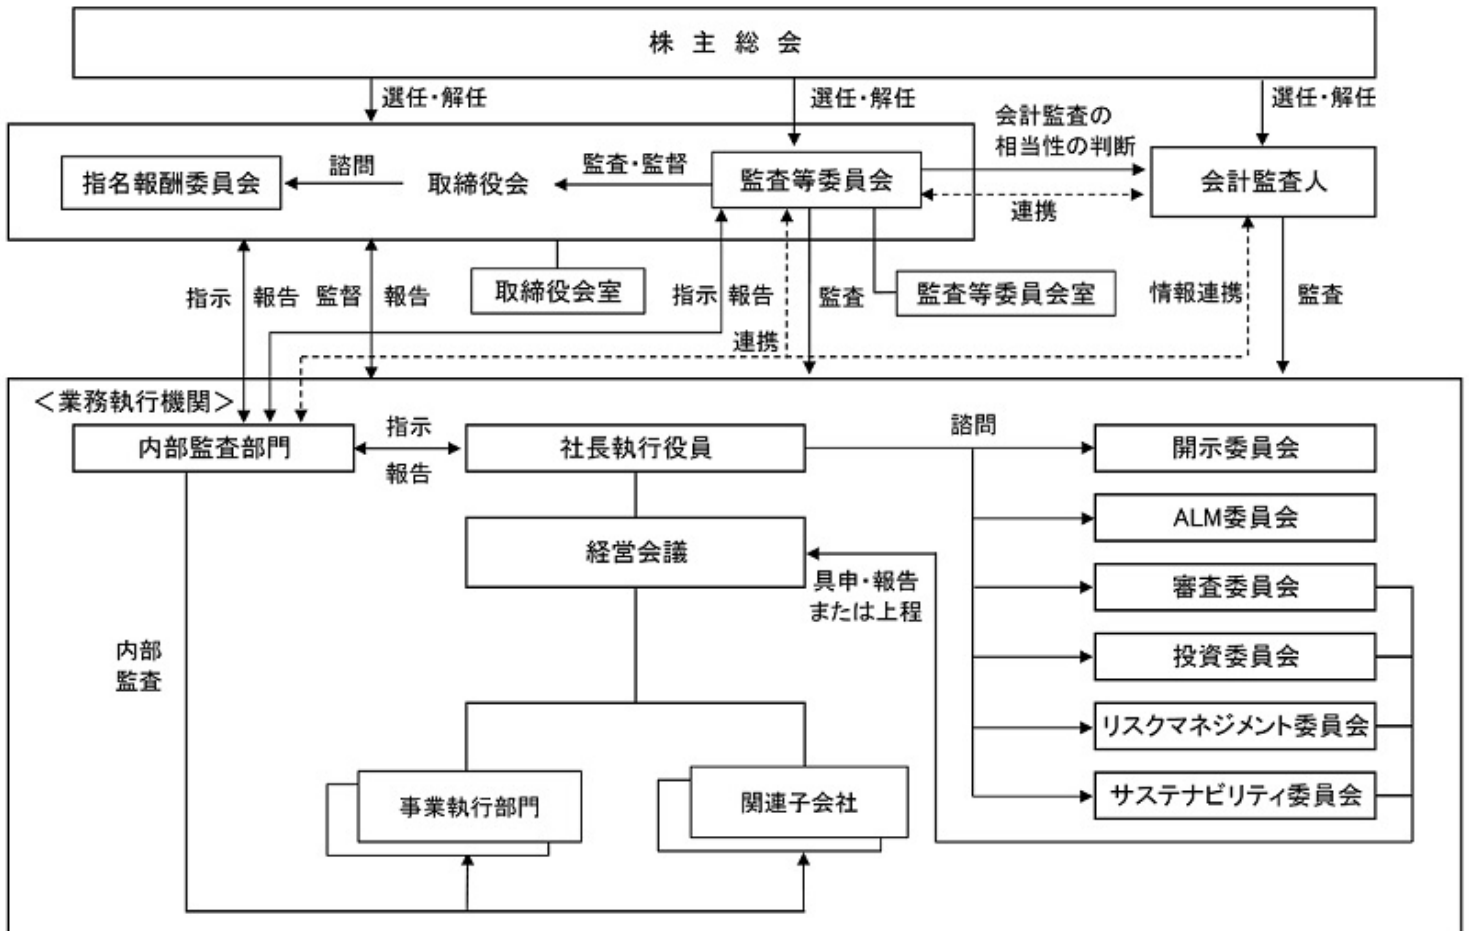 株主総会
選任・解任
選任・解任
選任・解任
会計監査の
相当性の判断
指名報酬委員会
諮問
取締役会
監査・監督
監査等委員会
会計監査人
連携
取締役会室
監査等委員会室
指示
報告
監督
報告
指示
報告
監査
情報連携
監査
連携
＜業務執行機関＞
内部監査部門
指示
報告
社長執行役員
諮問
開示委員会
ALM委員会
経営会議
具申・報告
または上程
審査委員会
内部
監査
投資委員会
リスクマネジメント委員会
サステナビリティ委員会
事業執行部門
関連子会社